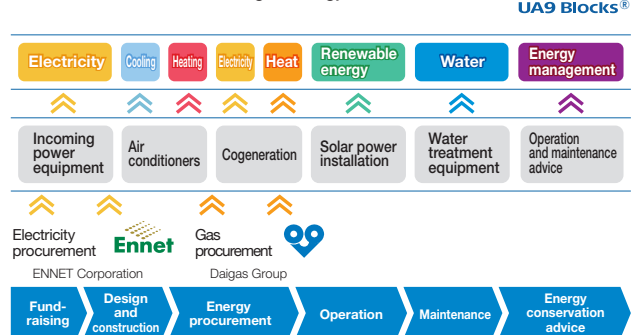 UA9 Blocks®
Electricity
Cooling
Heating
Electricity
Heat
Renewable
energy
Water
Energy
management
Incoming
power
equipment
Air
conditioners
Cogeneration
Solar power
installation
Water
treatment
equipment
Operation
and maintenance
advice
Electricity
procurement
Ennet
Gas
procurement
ENNET Corporation
Daigas Group
Fund-
raising
Design
and
construction
Energy
procurement
Operation
Maintenance
Energy
conservation
advice